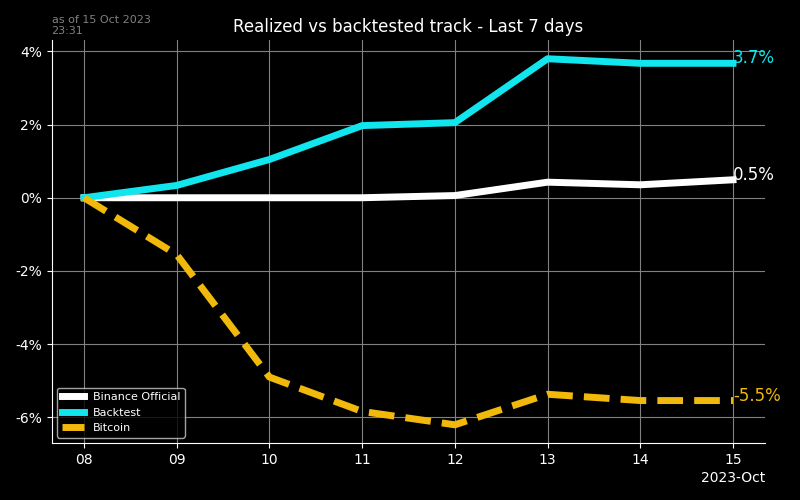 as of 15 Oct 2023
23:31
Realized vs backtested track - Last 7 days
4%
2%
0%
-2%
-4%
-6%
3.7%
0.5%
-5.5%
Binance Official
Backtest
Bitcoin
08 09 10 11 12 13 14 15
2023-Oct